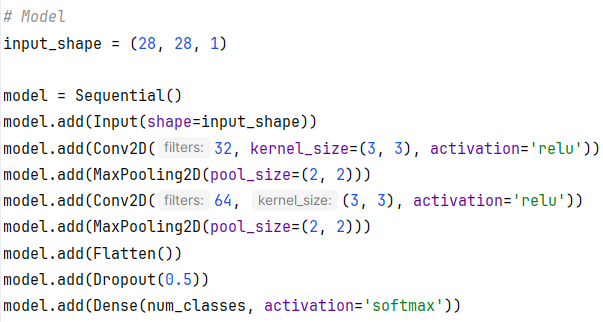 # Model
input_shape = (28, 28, 1)
model = Sequential()
model.add(Input(shape=input_shape))
model.add(Conv2D( filters: 32, kernel_size=(3, 3), activation='relu'))
model.add(MaxPooling2D(pool_size=(2, 2)))
model.add(Conv2D( filters: 64, kernel_size: (3, 3), activation='relu'))
model.add(MaxPooling2D(pool_size=(2, 2)))
model.add(Flatten())
model.add(Dropout(0.5))
model.add(Dense(num_classes, activation='softmax'))